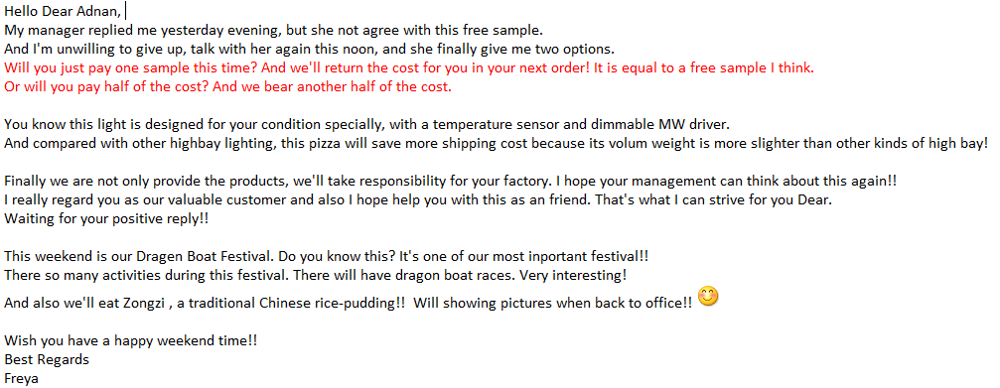 Hello Dear Adnan,
My manager replied me yesterday evening, but she not agree with this free sample.
And I'm unwilling to give up, talk with her again this noon, and she finally give me two options.
Will you just pay one sample this time? And we'll return the cost for you in your next order! It is equal to a free sample I think.
Or will you pay half of the cost? And we bear another half of the cost.
You know this light is designed for your condition specially, with a temperature sensor and dimmable MW driver.
And compared with other highbay lighting, this pizza will save more shipping cost because its volum weight is more slighter than other kinds of high bay!
Finally we are not only provide the products, we'll take responsibility for your factory. I hope your management can think about this again!!
I really regard you as our valuable customer and also I hope help you with this as an friend. That's what I can strive for you Dear.
Waiting for your positive reply!!
This weekend is our Dragen Boat Festival. Do you know this? It's one of our most inportant festival!!
There so many activities during this festival. There will have dragon boat races. Very interesting!
And also we'll eat Zongzi , a traditional Chinese rice-pudding!!  Will showing pictures when back to office!!
Wish you have a happy weekend time!!
Best Regards
Freya